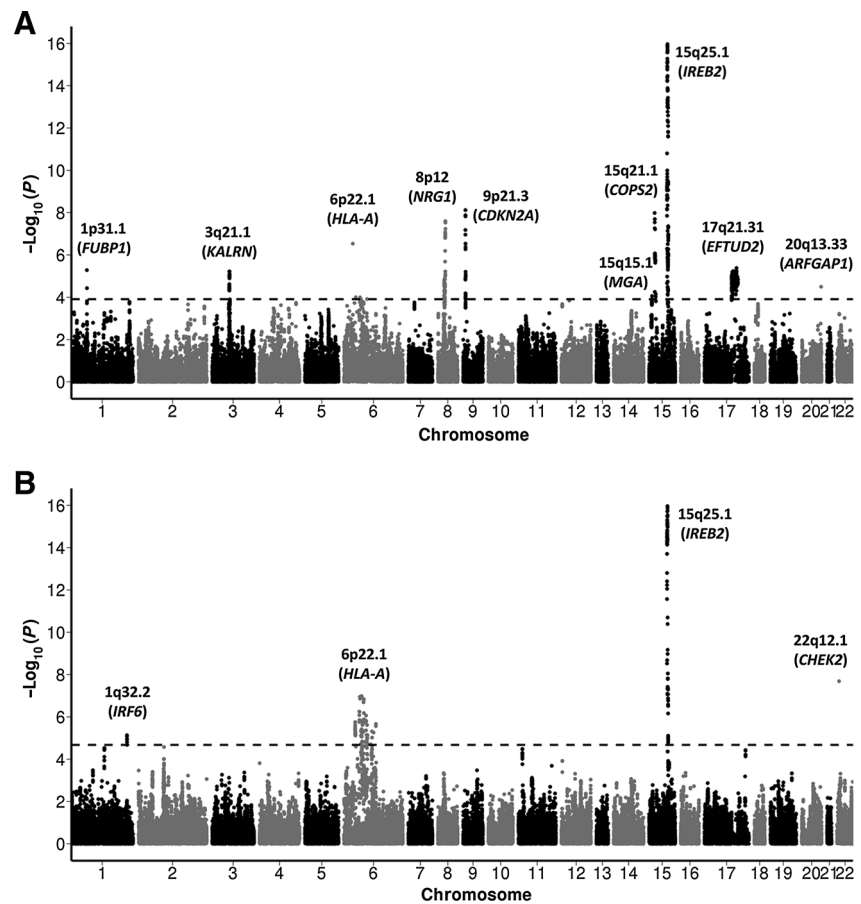 A
16
14
12
10
8
6
4
2
0
−Log10(P)
1p31.1
(FUBP1)
3q21.1
(KALRN)
6p22.1
(HLA-A)
8p12
(NRG1)
9p21.3
(CDKN2A)
15q21.1
(COPS2)
15q15.1
(MGA)
15q25.1
(IREB2)
17q21.31
(EFTUD2)
20q13.33
(ARFGAP1)
1 2 3 4 5 6 7 8 9 10 11 12 13 14 15 16 17 18 19 20 21 22
Chromosome
B
16
14
12
10
8
6
4
2
0
−Log10(P)
1q32.2
(IRF6)
6p22.1
(HLA-A)
15q25.1
(IREB2)
22q12.1
(CHEK2)
1 2 3 4 5 6 7 8 9 10 11 12 13 14 15 16 17 18 19 20 21 22
Chromosome